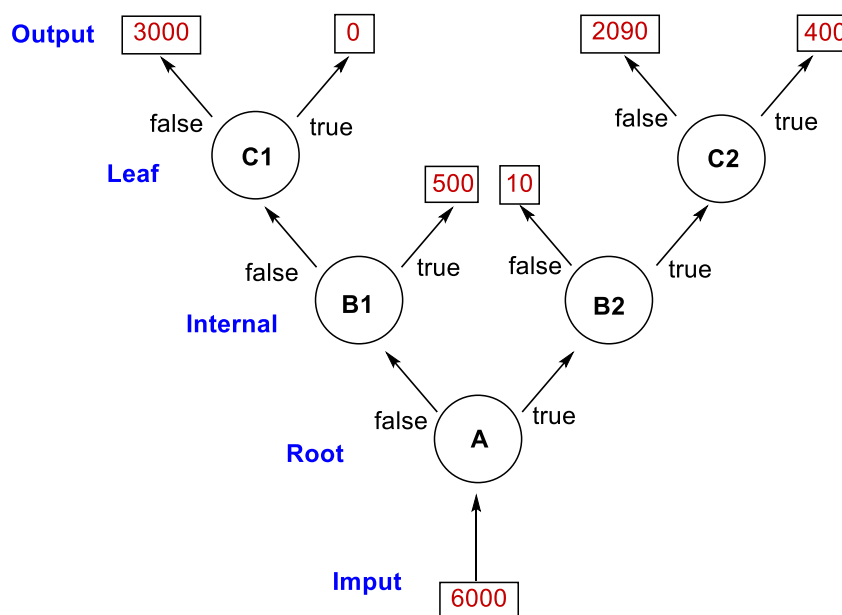 Output
3000
0
2090
400
false
true
false
true
C1
C2
Leaf
500
10
false
true
false
true
B1
B2
Internal
false
true
A
Root
Imput
6000